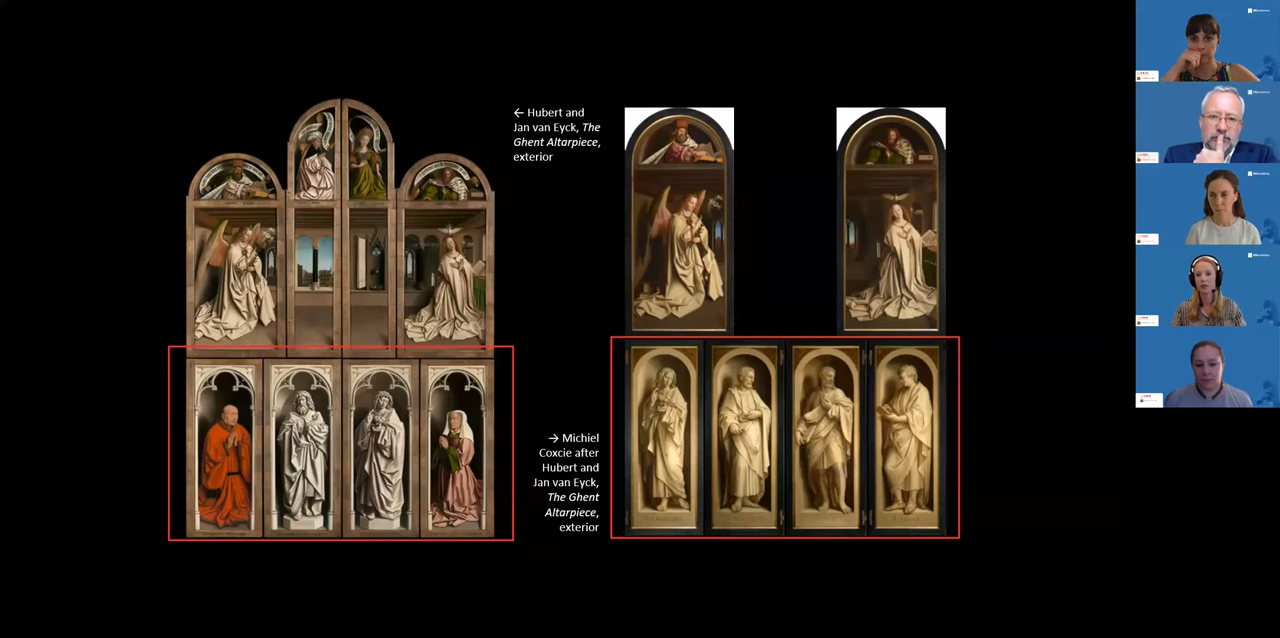 ← Hubert and
Jan van Eyck, The
Ghent Altarpiece,
exterior
→ Michiel
Coxcie after
Hubert and
Jan van Eyck,
The Ghent
Altarpiece,
exterior